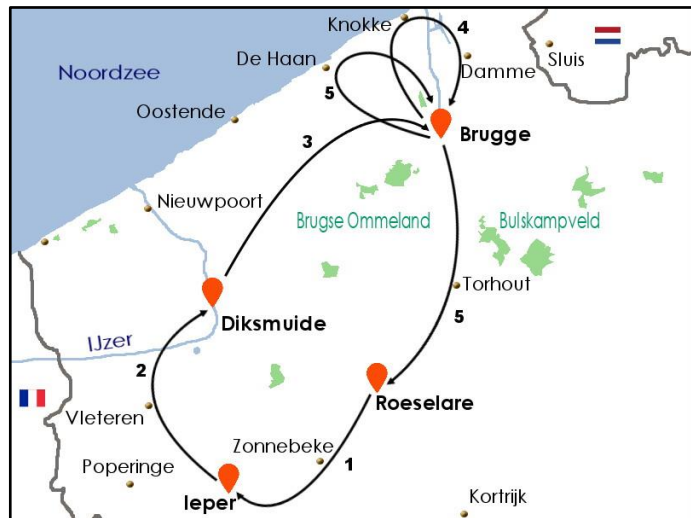 Knokke
4
De Haan
Sluis
Noordzee
Damme
5
Oostende
Brugge
3
Nieuwpoort
Brugse Ommeland
Bulskampveld
Torhout
Diksmuide
5
IJzer
2
Roeselare
Vleteren
Zonnebeke
1
Poperinge
Ieper
Kortrijk